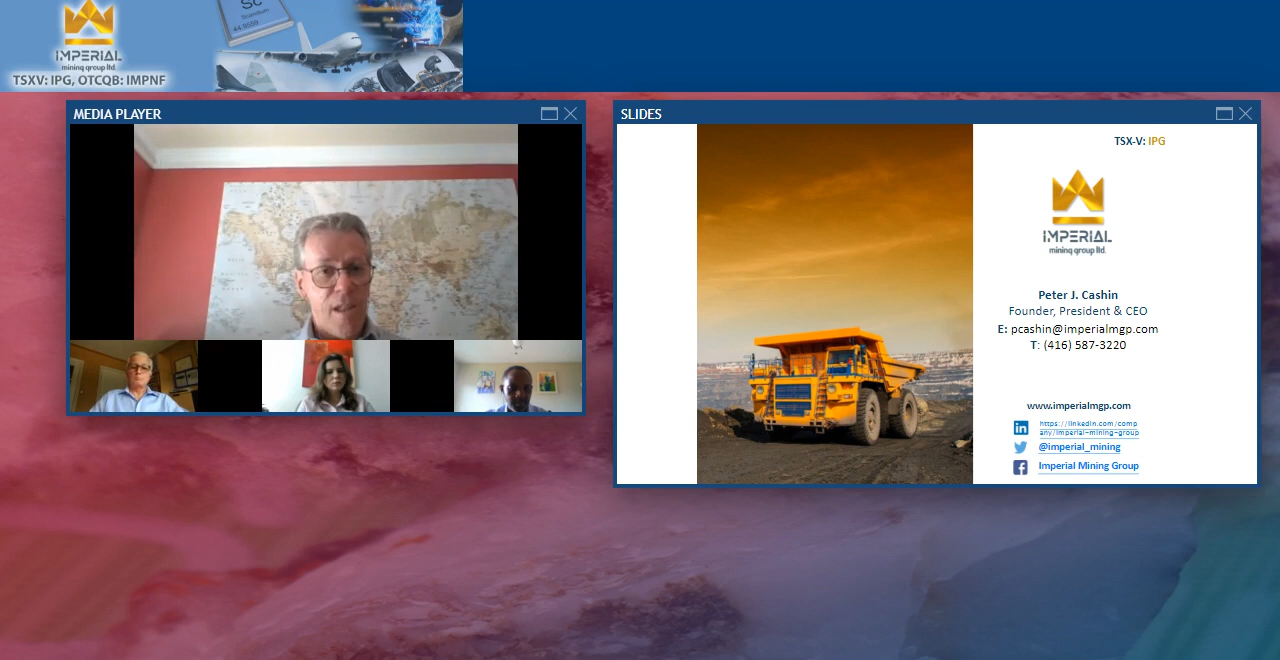 Sc
Scandium
44.9559
IMPERIAL
mining group ltd.
TSXV: IPG, OTCQB: IMPNF
MEDIA PLAYER
SLIDES
TSX-V: IPG
IMPERIAL
mining group ltd.
Peter J. Cashin
Founder, President & CEO
E: pcashin@imperialmgp.com
T: (416) 587-3220
www.imperialmgp.com
in
https://linkedin.com/comp
any/imperial-mining-group
@imperial_mining
f
Imperial Mining Group